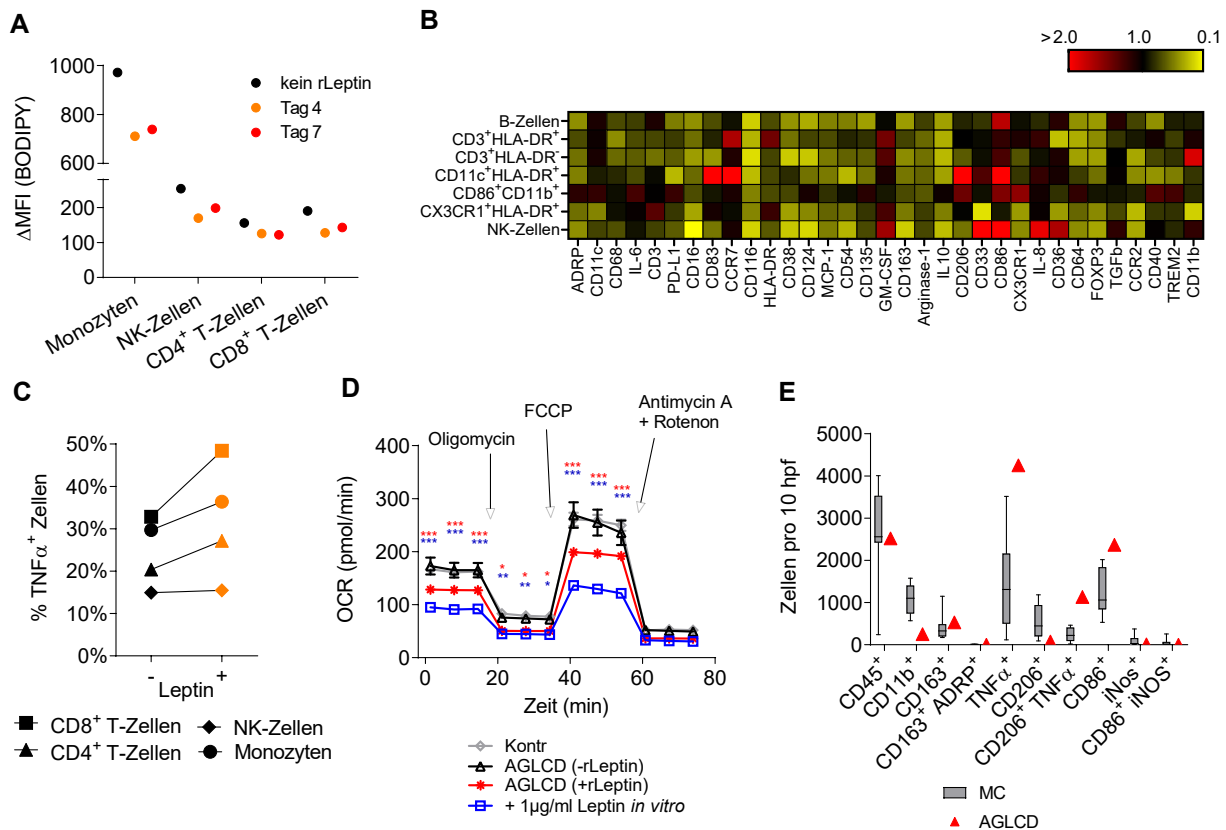 A
ΔMFI (BODIPY)
1000
800
600
200
100
0
kein rLeptin
Tag 4
Tag 7
Monozyten
NK-Zellen
CD4+ T-Zellen
CD8+ T-Zellen
B
>2.0 1.0 0.1
B-Zellen
CD3+HLA-DR+
CD3+HLA-DR-
CD11c+HLA-DR+
CD86+CD11b+
CX3CR1+HLA-DR+
NK-Zellen
ADRP
CD11c
CD68
IL-6
CD3
PD-L1
CD16
CD83
CCR7
CD116
HLA-DR
CD38
CD124
MCP-1
CD54
CD135
GM-CSF
CD163
Arginase-1
IL10
CD206
CD33
CD86
CX3CR1
IL-8
CD36
CD64
FOXP3
TGFb
CCR2
CD40
TREM2
CD11b
C
% TNFα+ Zellen
50%
40%
30%
20%
10%
0%
- +
Leptin
CD8+ T-Zellen
CD4+ T-Zellen
NK-Zellen
Monozyten
D
OCR (pmol/min)
400
300
200
100
0
Oligomycin
FCCP
Antimycin A
+ Rotenon
*** *** *** * * * *** *** ***
*** *** *** ** ** * *** *** ***
0 20 40 60 80
Zeit (min)
Kontr
AGLCD (-rLeptin)
AGLCD (+rLeptin)
+ 1µg/ml Leptin in vitro
E
Zellen pro 10 hpf
5000
4000
3000
2000
1000
0
CD45+
CD11b+
CD163+
CD163+ ADRP+
TNFα+
CD206+
CD206+ TNFα+
CD86+
iNos+
CD86+ iNOS+
MC
AGLCD